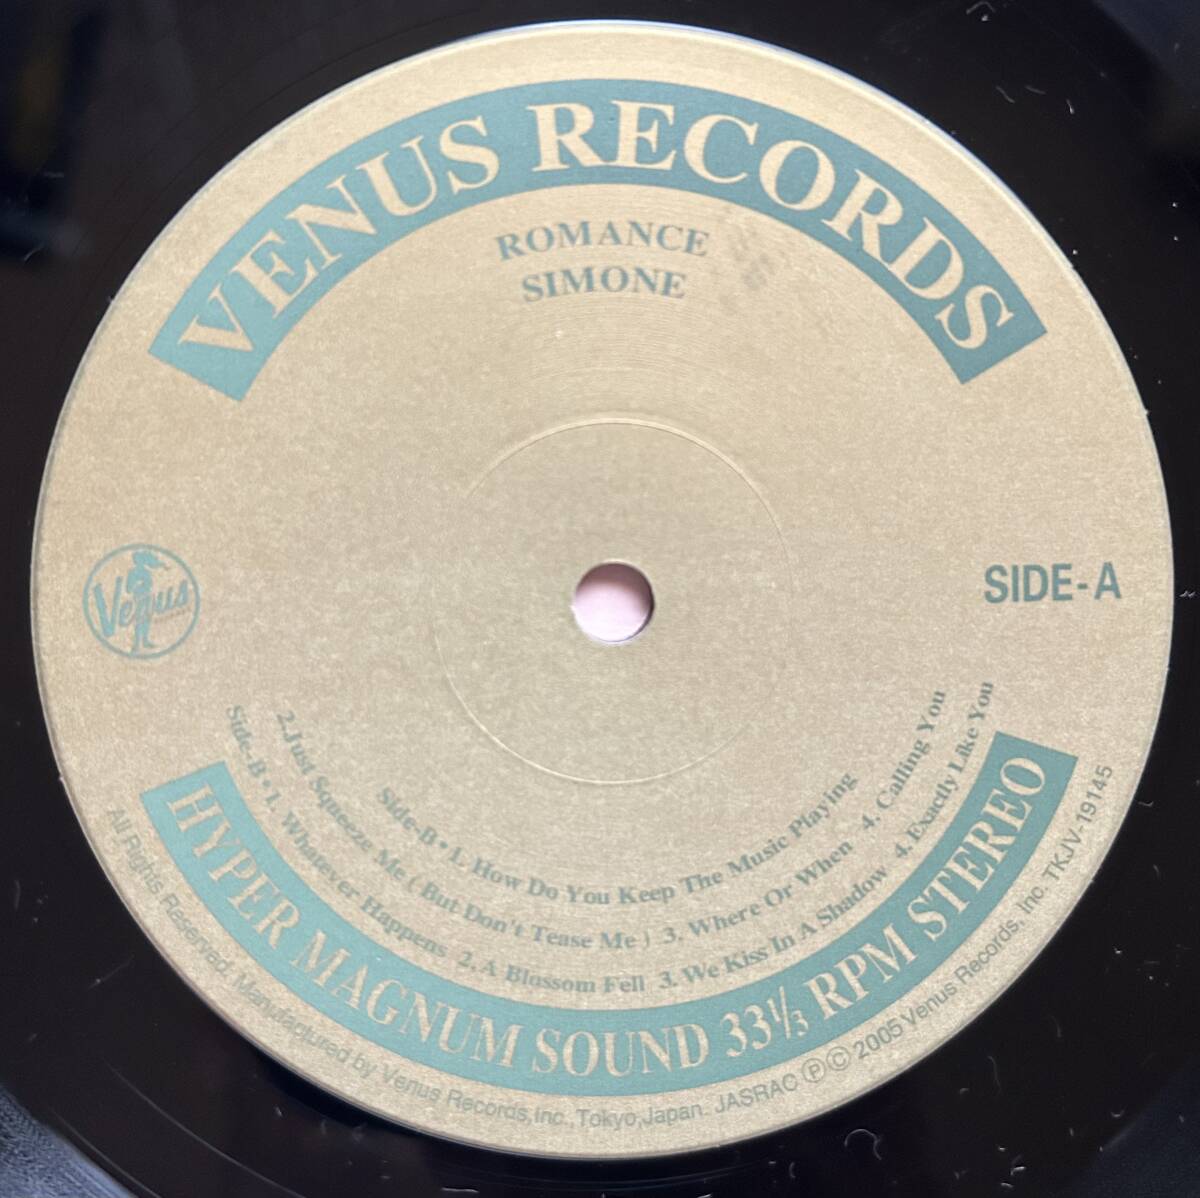 VENUS RECORDS
ROMANCE
SIMONE
Venus
SIDE-A
Side-B • 1. How Do You Keep The Music Playing
2.Just Squeeze Me ( But Don't Tease Me ) 3. Where Or When 4. Calling You
Side-B • 1. Whatever Happens 2. A Blossom Fell 3. We Kiss In A Shadow 4. Exactly Like You
HYPER MAGNUM SOUND 33 1/3 RPM STEREO
All Rights Reserved. Manufactured by Venus Records,Inc.,Tokyo,Japan. JASRAC ℗© 2005 Venus Records, Inc. TKJV-19145